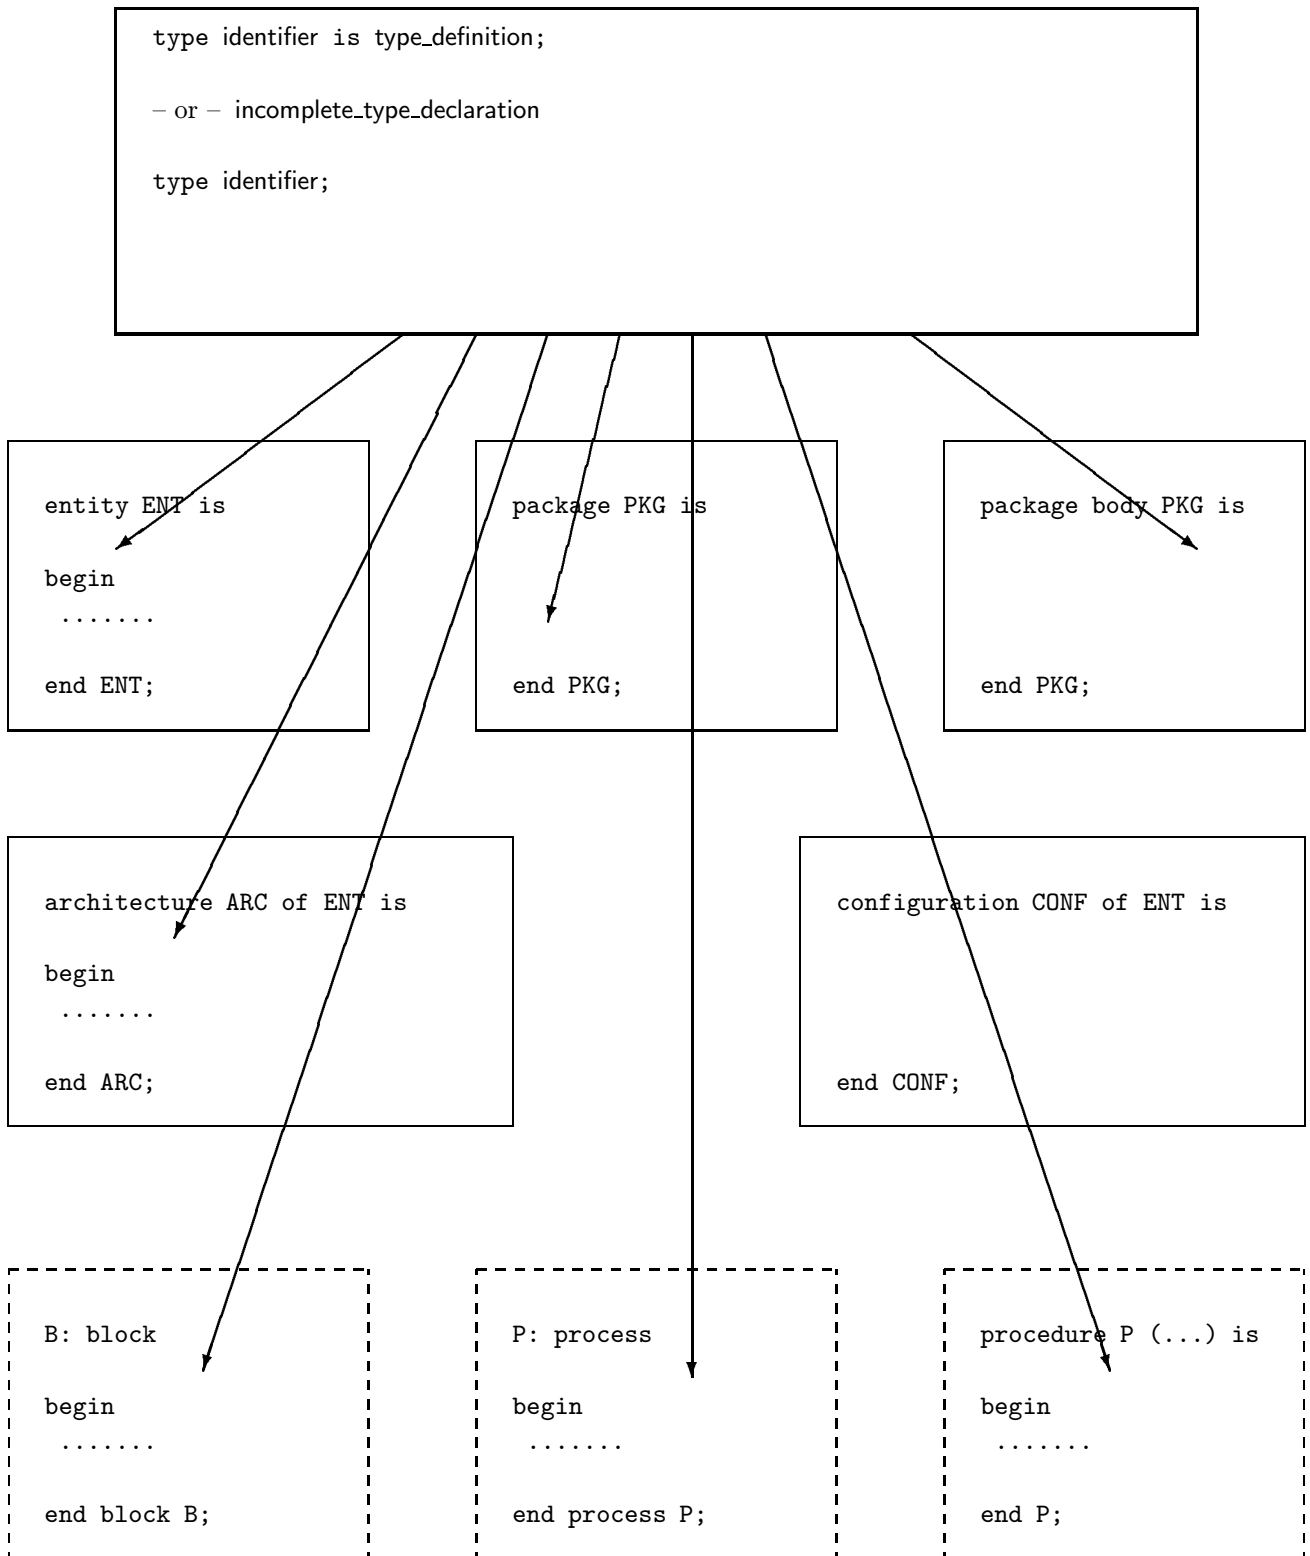 type identifier is type_definition;
– or – incomplete_type_declaration
type identifier;
entity ENT is
begin
.......
end ENT;
package PKG is
end PKG;
package body PKG is
end PKG;
architecture ARC of ENT is
begin
.......
end ARC;
configuration CONF of ENT is
end CONF;
B: block
begin
.......
end block B;
P: process
begin
.......
end process P;
procedure P (...) is
begin
.......
end P;